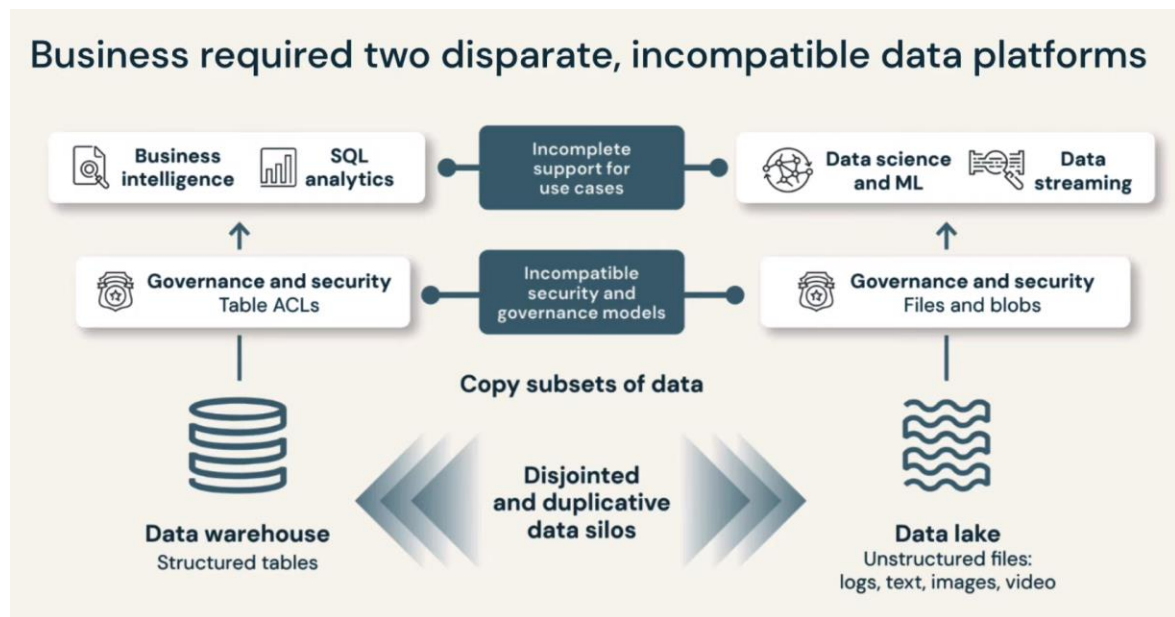 Business required two disparate, incompatible data platforms
Business
intelligence
SQL
analytics
Incomplete
support for
use cases
Data science
and ML
Data
streaming
Governance and security
Table ACLs
Incompatible
security and
governance models
Governance and security
Files and blobs
Copy subsets of data
Disjointed
and duplicative
data silos
Data warehouse
Structured tables
Data lake
Unstructured files:
logs, text, images, video